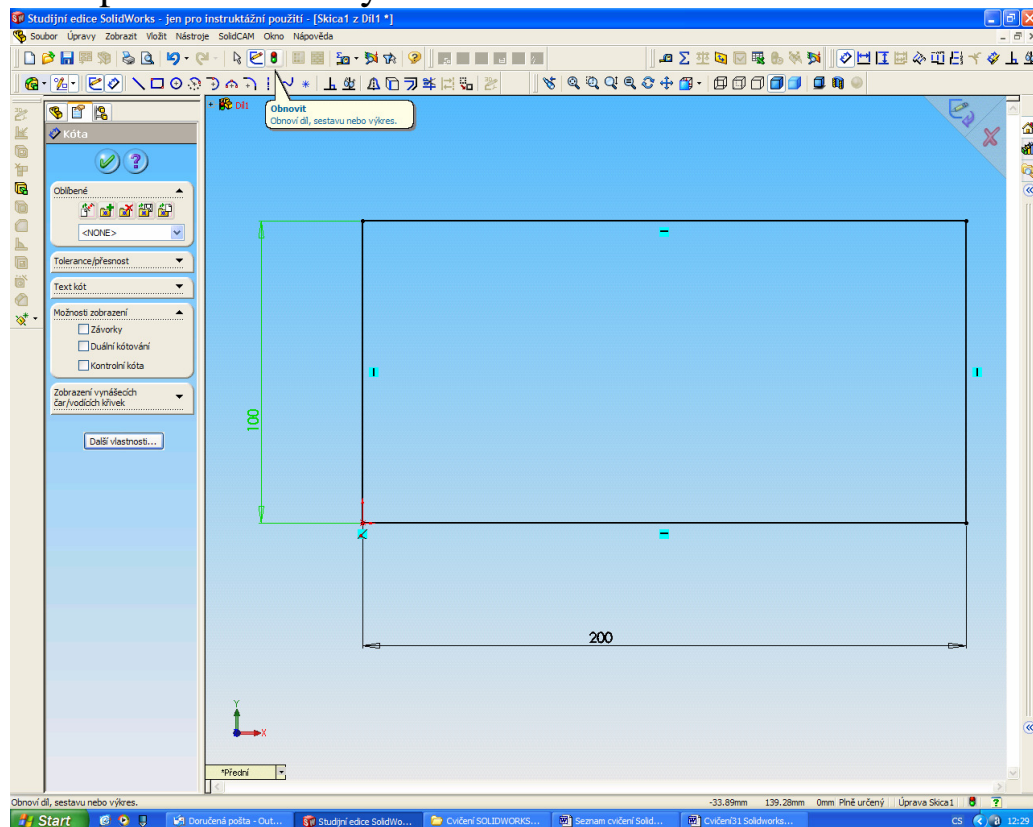 Studijní edice SolidWorks - jen pro instruktážní použití - [Skica1 z Díl1 *]
Soubor Úpravy Zobrazit Vložit Nástroje SolidCAM Okno Nápověda
Díl1
Obnovit
Obnoví díl, sestavu nebo výkres.
Kóta
Oblíbené
<NONE>
Tolerance/přesnost
Text kót
Možnosti zobrazení
Závorky
Duální kótování
Kontrolní kóta
Zobrazení vynášecích
čar/vodících křivek
Další vlastnosti...
100
200
Y
X
*Přední
Obnoví díl, sestavu nebo výkres.
-33.89mm 139.28mm 0mm Plně určený Úprava Skica1
Start Doručená pošta - Out... Studijní edice SolidWo... Cvičení SOLIDWORKS... Seznam cvičení Solid... Cvičení31 Solidworks... CS 12:29